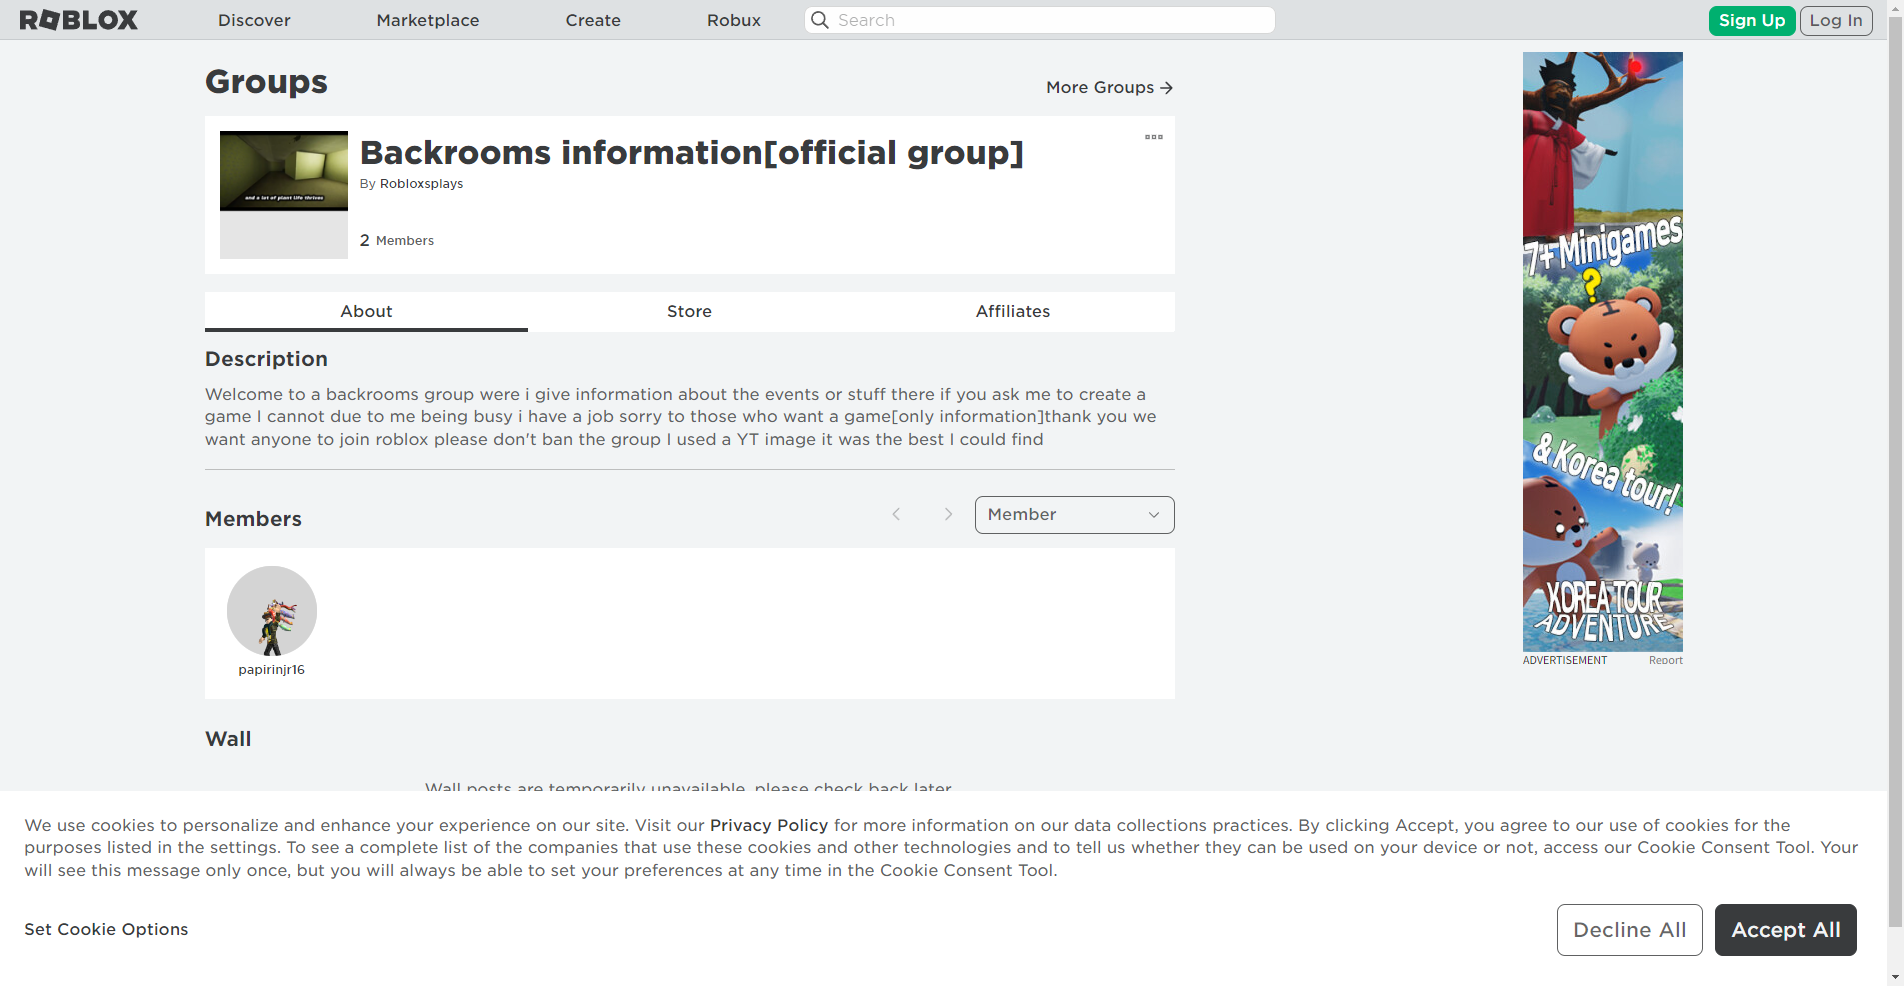 ROBLOX
Discover
Marketplace
Create
Robux
Search
Sign Up
Log In
Groups
More Groups
Backrooms information[official group]
By Robloxsplays
2 Members
and a lot of plant life thrives
About
Store
Affiliates
Description
Welcome to a backrooms group were i give information about the events or stuff there if you ask me to create a
game I cannot due to me being busy i have a job sorry to those who want a game[only information]thank you we
want anyone to join roblox please don't ban the group I used a YT image it was the best I could find
Members
Member
papirinjr16
Wall
Wall posts are temporarily unavailable, please check back later.
7+ Minigames
?
& Korea tour!
KOREA TOUR
ADVENTURE
ADVERTISEMENT
Report
We use cookies to personalize and enhance your experience on our site. Visit our Privacy Policy for more information on our data collections practices. By clicking Accept, you agree to our use of cookies for the
purposes listed in the settings. To see a complete list of the companies that use these cookies and other technologies and to tell us whether they can be used on your device or not, access our Cookie Consent Tool. Your
will see this message only once, but you will always be able to set your preferences at any time in the Cookie Consent Tool.
Set Cookie Options
Decline All
Accept All